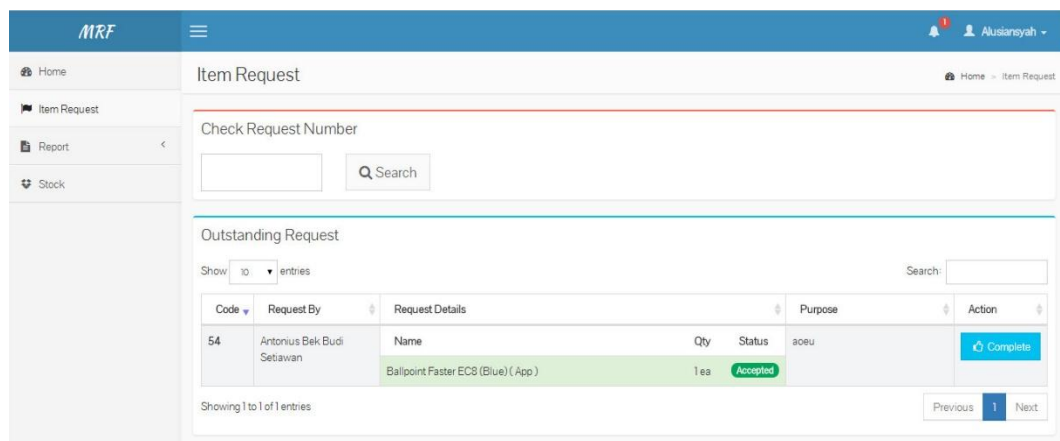 MRF
1
Alusiansyah
Home
Item Request
Report
Stock
Item Request
Home > Item Request
Check Request Number
Search
Outstanding Request
Show 10 entries
Search:
Code Request By Request Details Purpose Action
54 Antonius Bek Budi Setiawan Name Qty Status aoeu Complete
Ballpoint Faster EC8 (Blue) ( App ) 1 ea Accepted
Showing 1 to 1 of 1 entries
Previous 1 Next